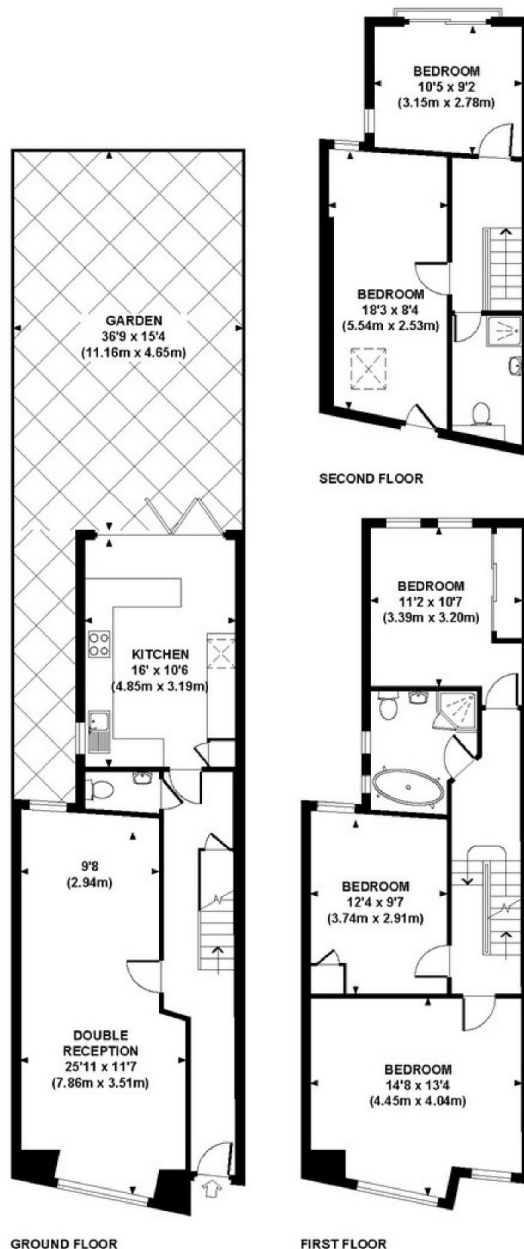 GARDEN
36'9 x 15'4
(11.16m x 4.65m)
KITCHEN
16' x 10'6
(4.85m x 3.19m)
9'8
(2.94m)
DOUBLE
RECEPTION
25'11 x 11'7
(7.86m x 3.51m)
GROUND FLOOR
BEDROOM
10'5 x 9'2
(3.15m x 2.78m)
BEDROOM
18'3 x 8'4
(5.54m x 2.53m)
SECOND FLOOR
BEDROOM
11'2 x 10'7
(3.39m x 3.20m)
BEDROOM
12'4 x 9'7
(3.74m x 2.91m)
BEDROOM
14'8 x 13'4
(4.45m x 4.04m)
FIRST FLOOR